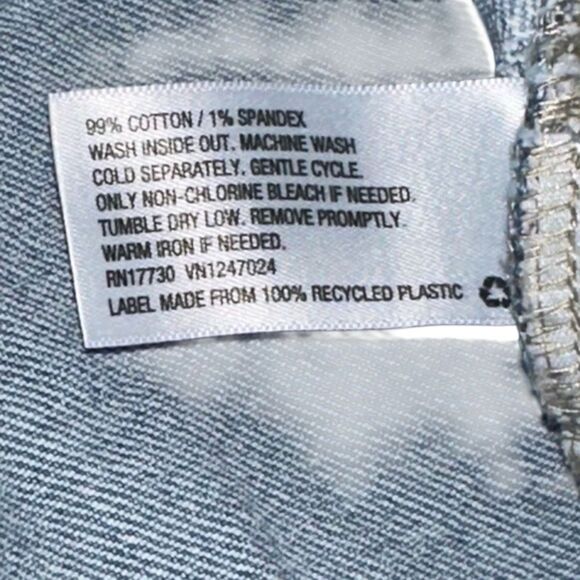 99% COTTON / 1% SPANDEX
WASH INSIDE OUT. MACHINE WASH
COLD SEPARATELY. GENTLE CYCLE.
ONLY NON-CHLORINE BLEACH IF NEEDED.
TUMBLE DRY LOW. REMOVE PROMPTLY.
WARM IRON IF NEEDED.
RN17730 VN1247024
LABEL MADE FROM 100% RECYCLED PLASTIC